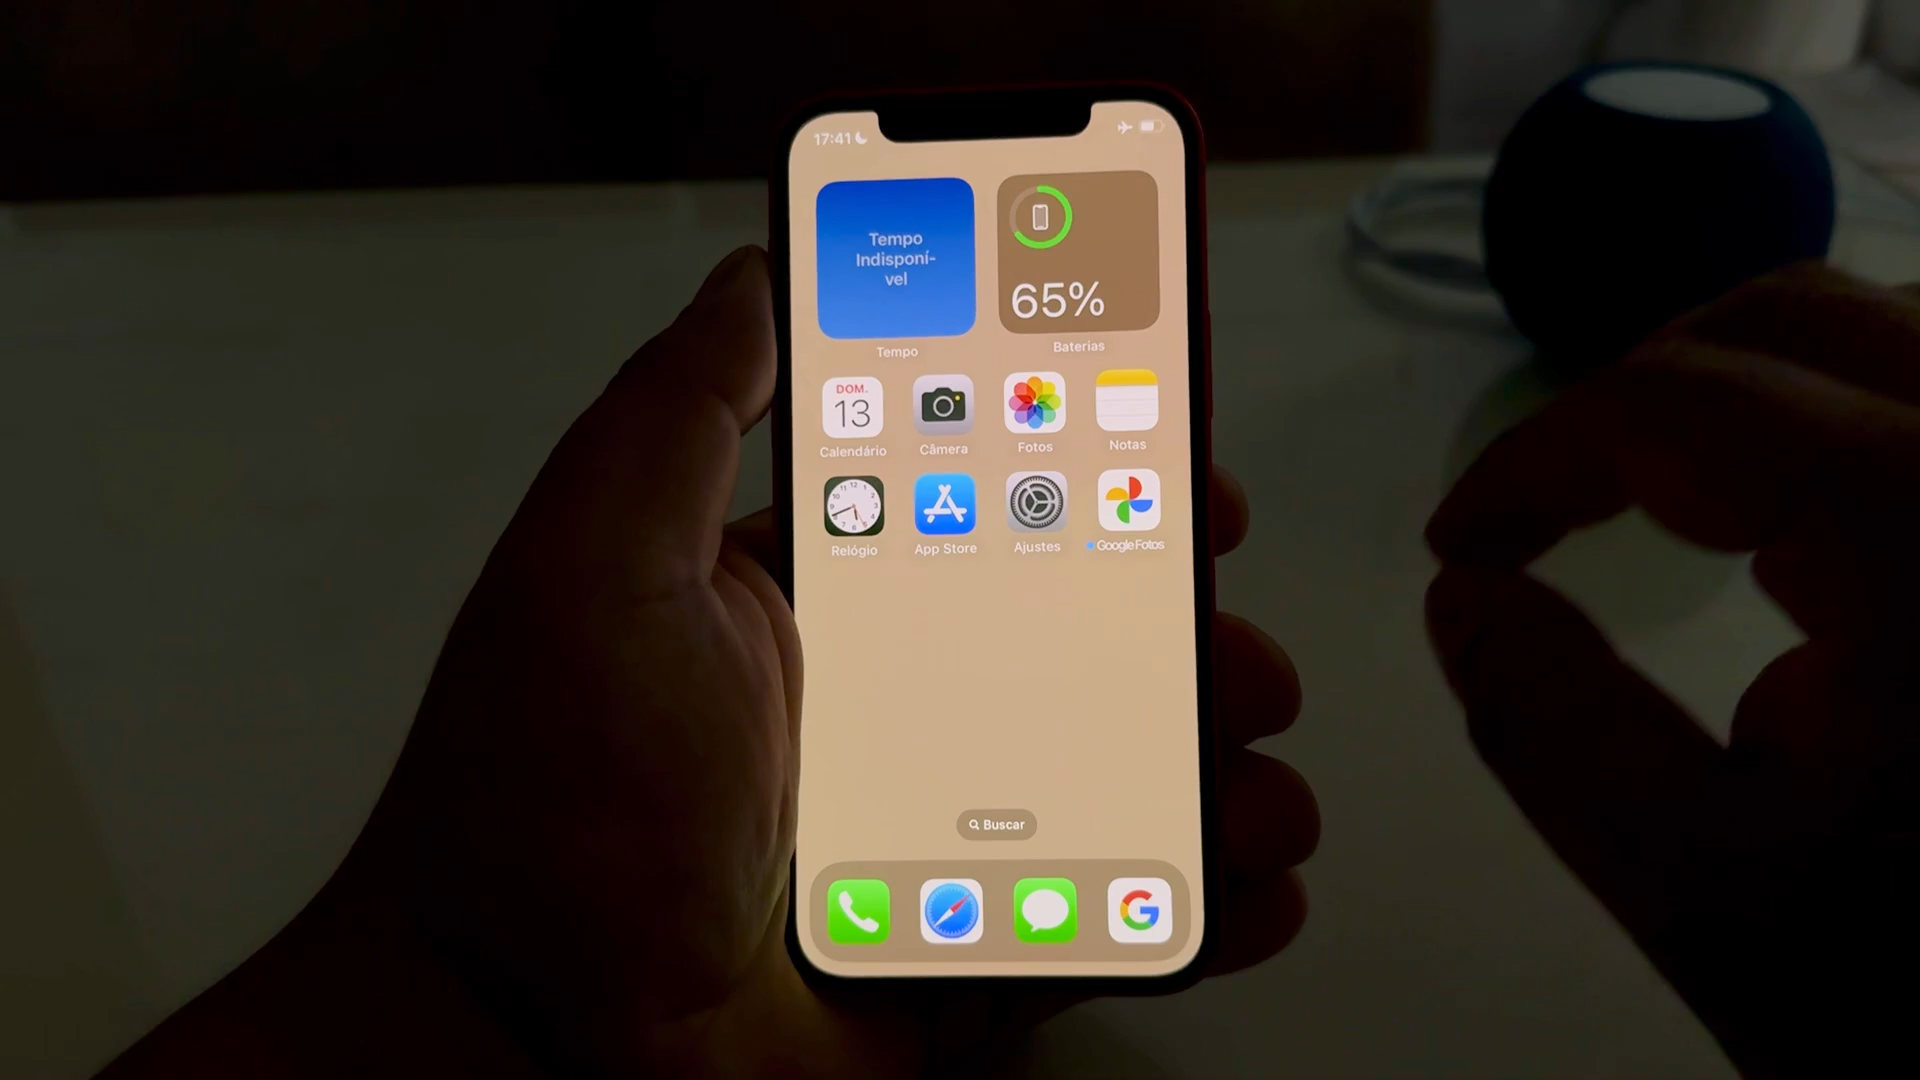 17:41
Tempo
Indisponí-
vel
65%
Tempo
Baterias
DOM.
13
Calendário
Câmera
Fotos
Notas
Relógio
App Store
Ajustes
Google Fotos
Buscar
G